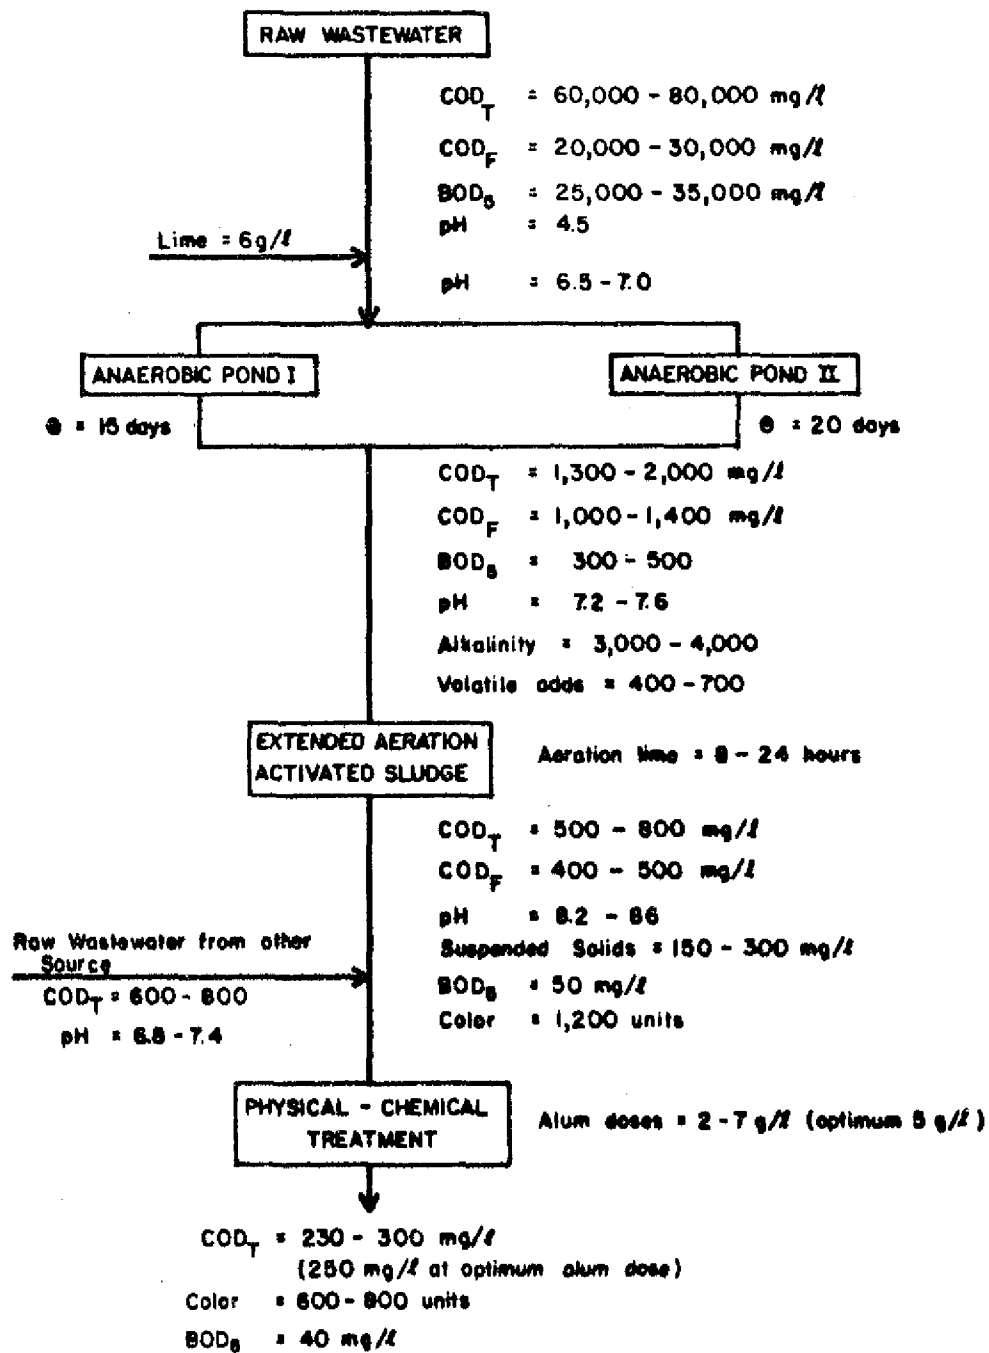 RAW WASTEWATER
COD_T = 60,000 - 80,000 mg/l
COD_F = 20,000 - 30,000 mg/l
BOD_5 = 25,000 - 35,000 mg/l
pH = 4.5
Lime = 6g/l
pH = 6.5 - 7.0
ANAEROBIC POND I
ANAEROBIC POND II
θ = 15 days
θ = 20 days
COD_T = 1,300 - 2,000 mg/l
COD_F = 1,000 - 1,400 mg/l
BOD_5 = 300 - 500
pH = 7.2 - 7.6
Alkalinity = 3,000 - 4,000
Volatile = 400 - 700
EXTENDED AERATION
ACTIVATED SLUDGE
Aeration time = - 24 hours
COD_T = 500 - 800 mg/l
COD_F = 400 - 500 mg/l
pH = 8.2 - 86
Suspended Solids = 150 - 300 mg/l
Raw Wastewater from other
Source
BOD_5 = 50 mg/l
COD_T = 600 - 800
Color = 1,200 units
pH = 6.8 - 7.4
PHYSICAL - CHEMICAL
TREATMENT
Alum doses = 2 - 7 g/l (optimum 5 g/l)
COD_T = 230 - 300 mg/l
(250 mg/l at optimum alum dose)
Color = 600 - 800 units
BOD_5 = 40 mg/l